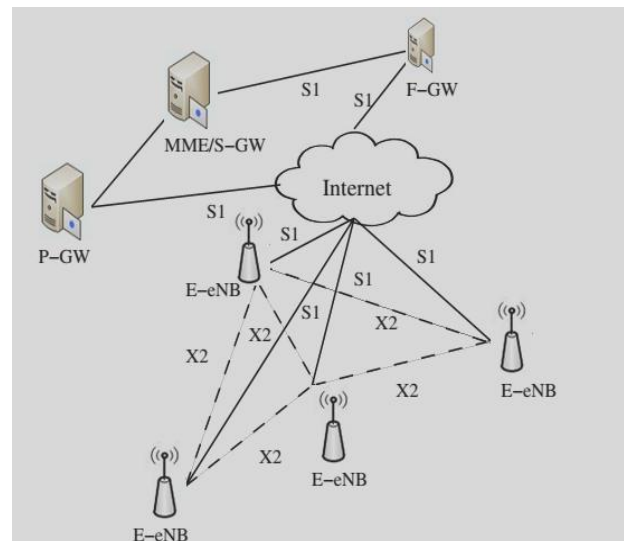 S1
F−GW
S1
MME/S−GW
Internet
S1
P−GW
S1
S1
E−eNB
S1
S1
X2
X2
X2
X2
E−eNB
X2
E−eNB
E−eNB